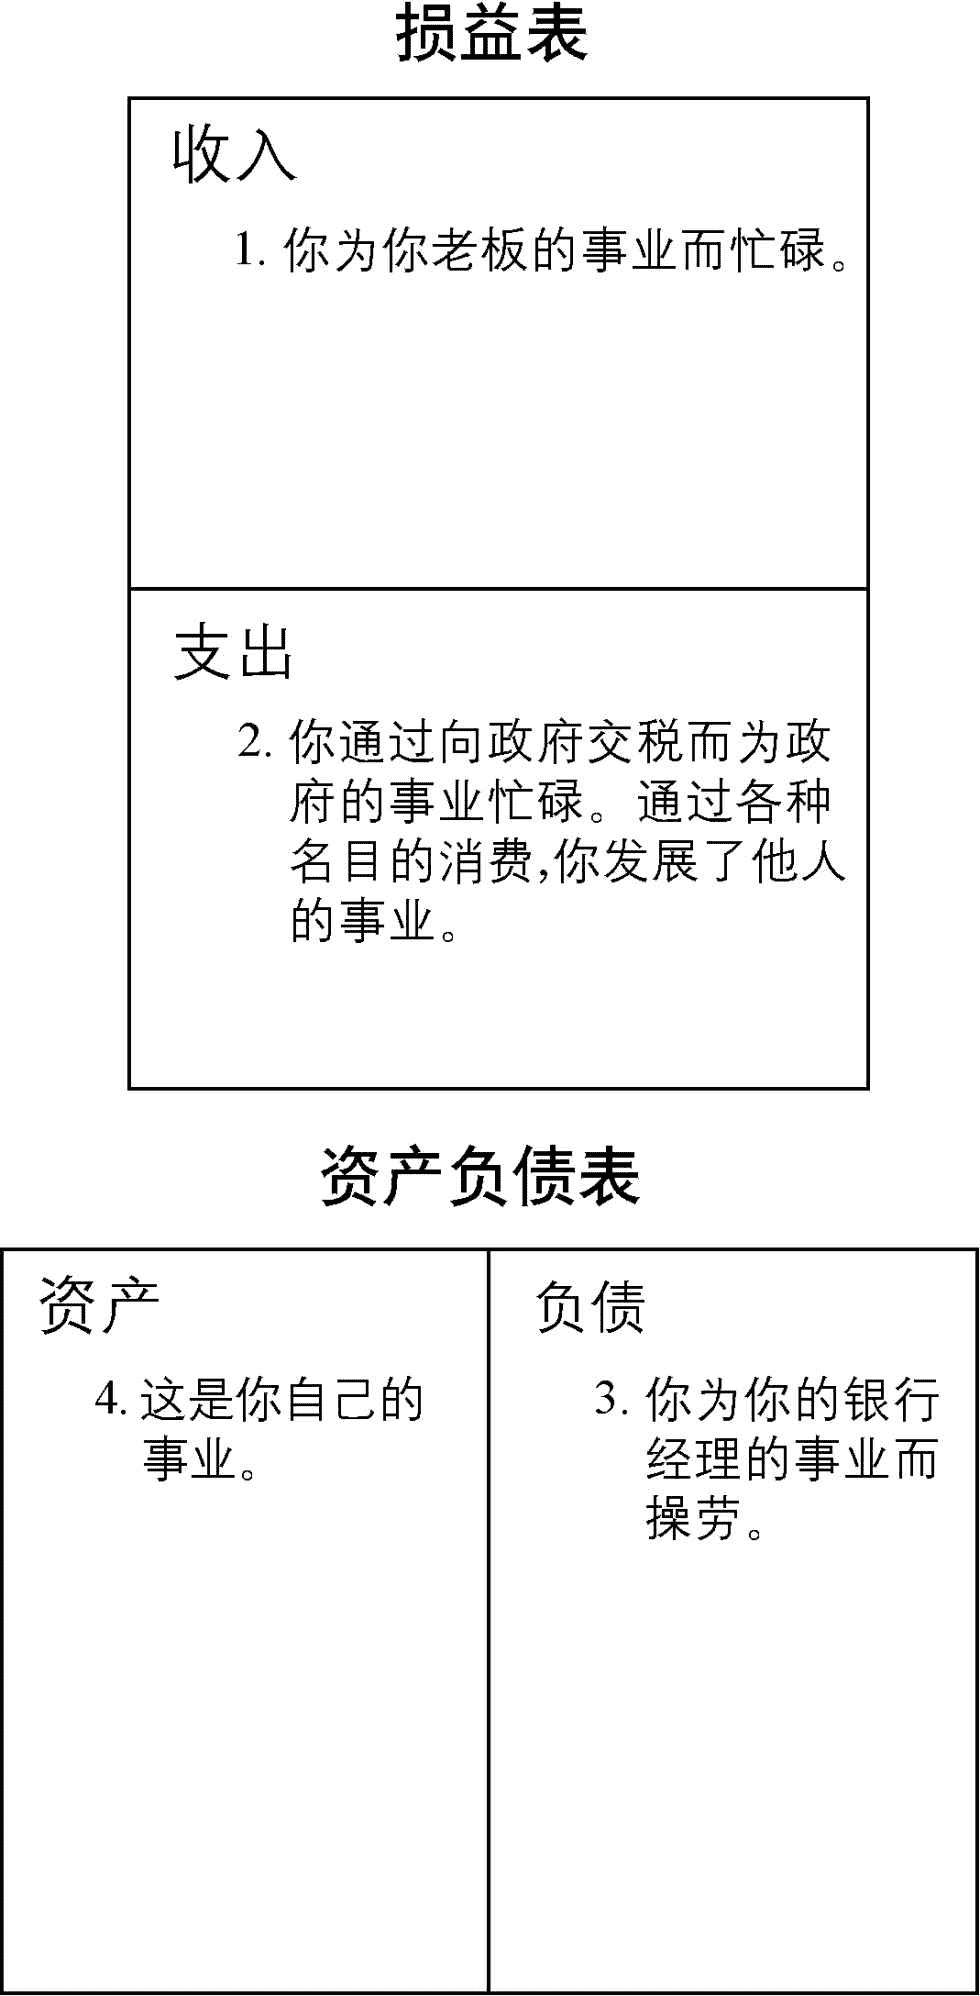 损益表
收入
1. 你为你老板的事业而忙碌。
支出
2. 你通过向政府交税而为政
府的事业忙碌。通过各种
名目的消费,你发展了他人
的事业。
资产负债表
资产
4. 这是你自己的
事业。
负债
3. 你为你的银行
经理的事业而
操劳。